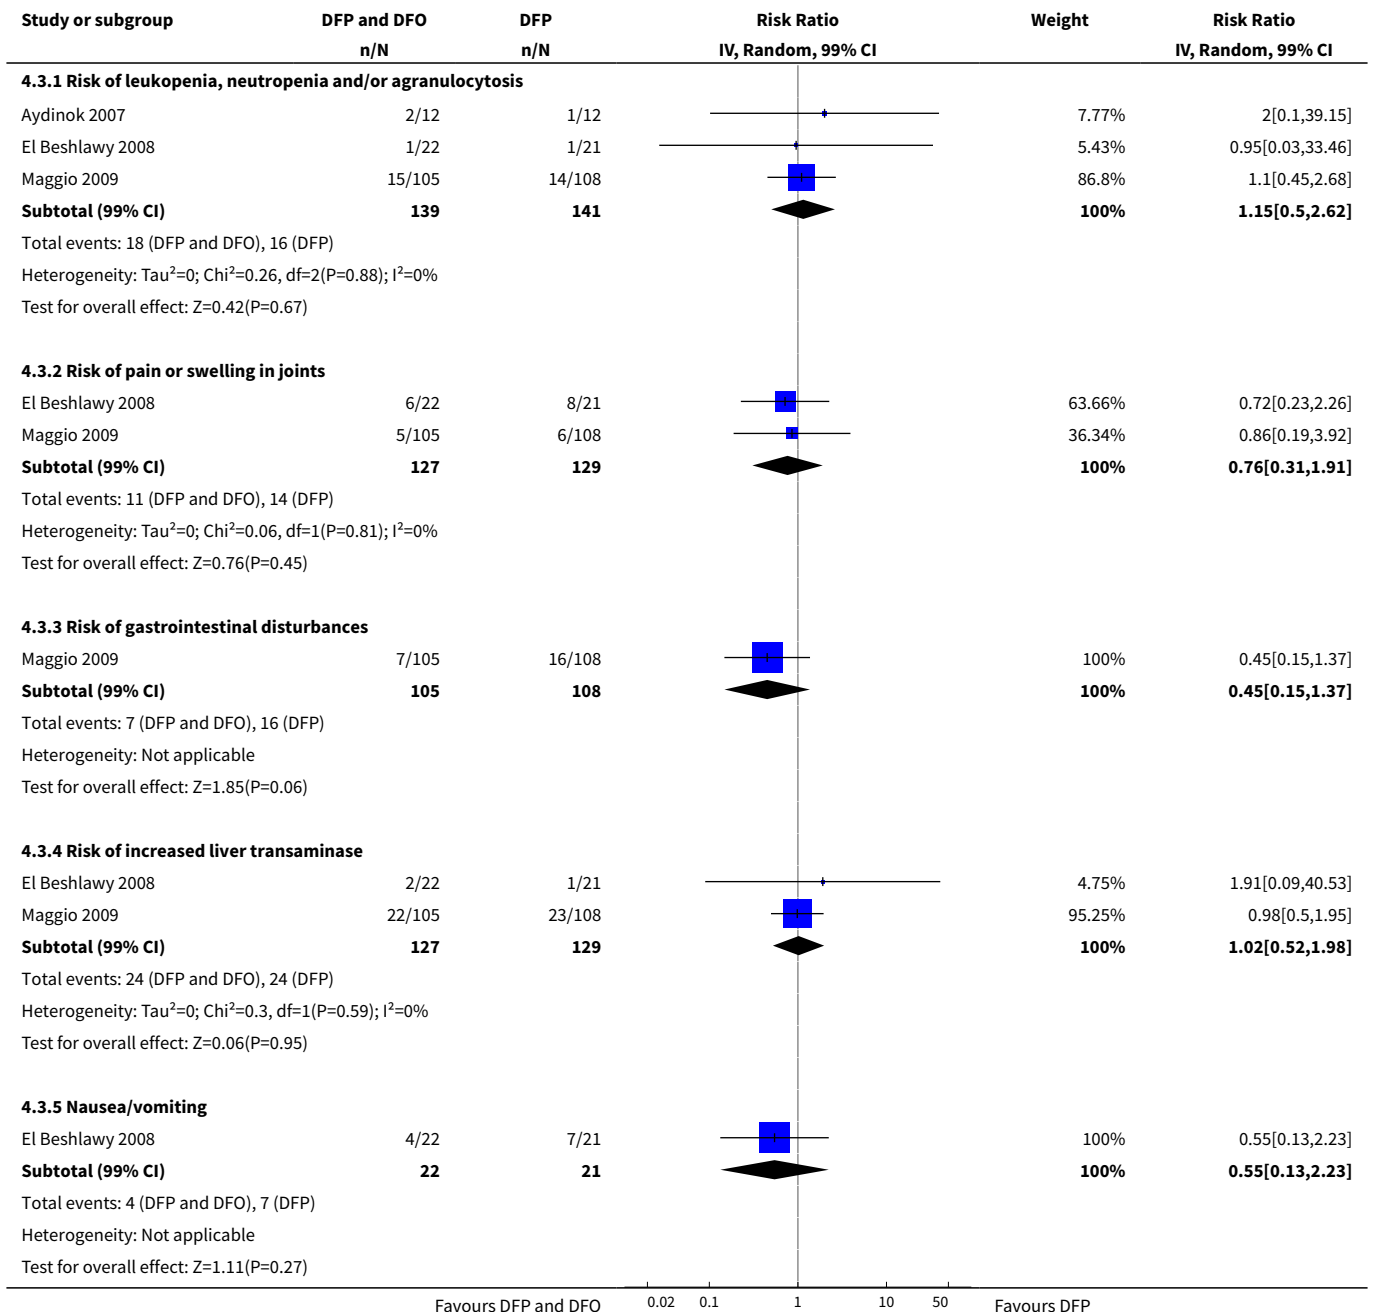 Study or subgroup DFP and DFO DFP Risk Ratio Weight Risk Ratio
n/N n/N IV, Random, 99% CI IV, Random, 99% CI
4.3.1 Risk of leukopenia, neutropenia and/or agranulocytosis
Aydinok 2007 2/12 1/12 7.77% 2[0.1,39.15]
El Beshlawy 2008 1/22 1/21 5.43% 0.95[0.03,33.46]
Maggio 2009 15/105 14/108 86.8% 1.1[0.45,2.68]
Subtotal (99% CI) 139 141 100% 1.15[0.5,2.62]
Total events: 18 (DFP and DFO), 16 (DFP)
Heterogeneity: Tau²=0; Chi²=0.26, df=2(P=0.88); I²=0%
Test for overall effect: Z=0.42(P=0.67)
4.3.2 Risk of pain or swelling in joints
El Beshlawy 2008 6/22 8/21 63.66% 0.72[0.23,2.26]
Maggio 2009 5/105 6/108 36.34% 0.86[0.19,3.92]
Subtotal (99% CI) 127 129 100% 0.76[0.31,1.91]
Total events: 11 (DFP and DFO), 14 (DFP)
Heterogeneity: Tau²=0; Chi²=0.06, df=1(P=0.81); I²=0%
Test for overall effect: Z=0.76(P=0.45)
4.3.3 Risk of gastrointestinal disturbances
Maggio 2009 7/105 16/108 100% 0.45[0.15,1.37]
Subtotal (99% CI) 105 108 100% 0.45[0.15,1.37]
Total events: 7 (DFP and DFO), 16 (DFP)
Heterogeneity: Not applicable
Test for overall effect: Z=1.85(P=0.06)
4.3.4 Risk of increased liver transaminase
El Beshlawy 2008 2/22 1/21 4.75% 1.91[0.09,40.53]
Maggio 2009 22/105 23/108 95.25% 0.98[0.5,1.95]
Subtotal (99% CI) 127 129 100% 1.02[0.52,1.98]
Total events: 24 (DFP and DFO), 24 (DFP)
Heterogeneity: Tau²=0; Chi²=0.3, df=1(P=0.59); I²=0%
Test for overall effect: Z=0.06(P=0.95)
4.3.5 Nausea/vomiting
El Beshlawy 2008 4/22 7/21 100% 0.55[0.13,2.23]
Subtotal (99% CI) 22 21 100% 0.55[0.13,2.23]
Total events: 4 (DFP and DFO), 7 (DFP)
Heterogeneity: Not applicable
Test for overall effect: Z=1.11(P=0.27)
Favours DFP and DFO 0.02 0.1 1 10 50 Favours DFP